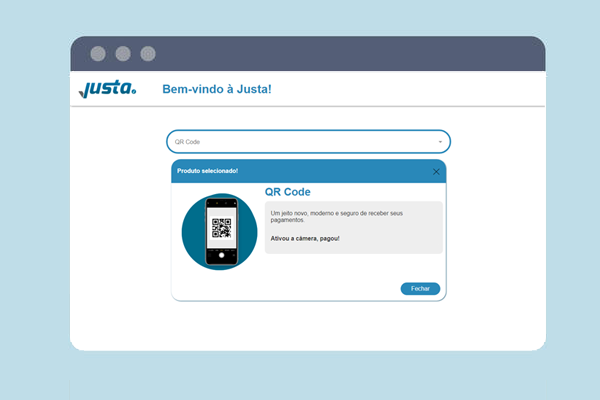 Justa.
Bem-vindo à Justa!
QR Code
Produto selecionado!
QR Code
Um jeito novo, moderno e seguro de receber seus
pagamentos.
Ativou a câmera, pagou!
Fechar